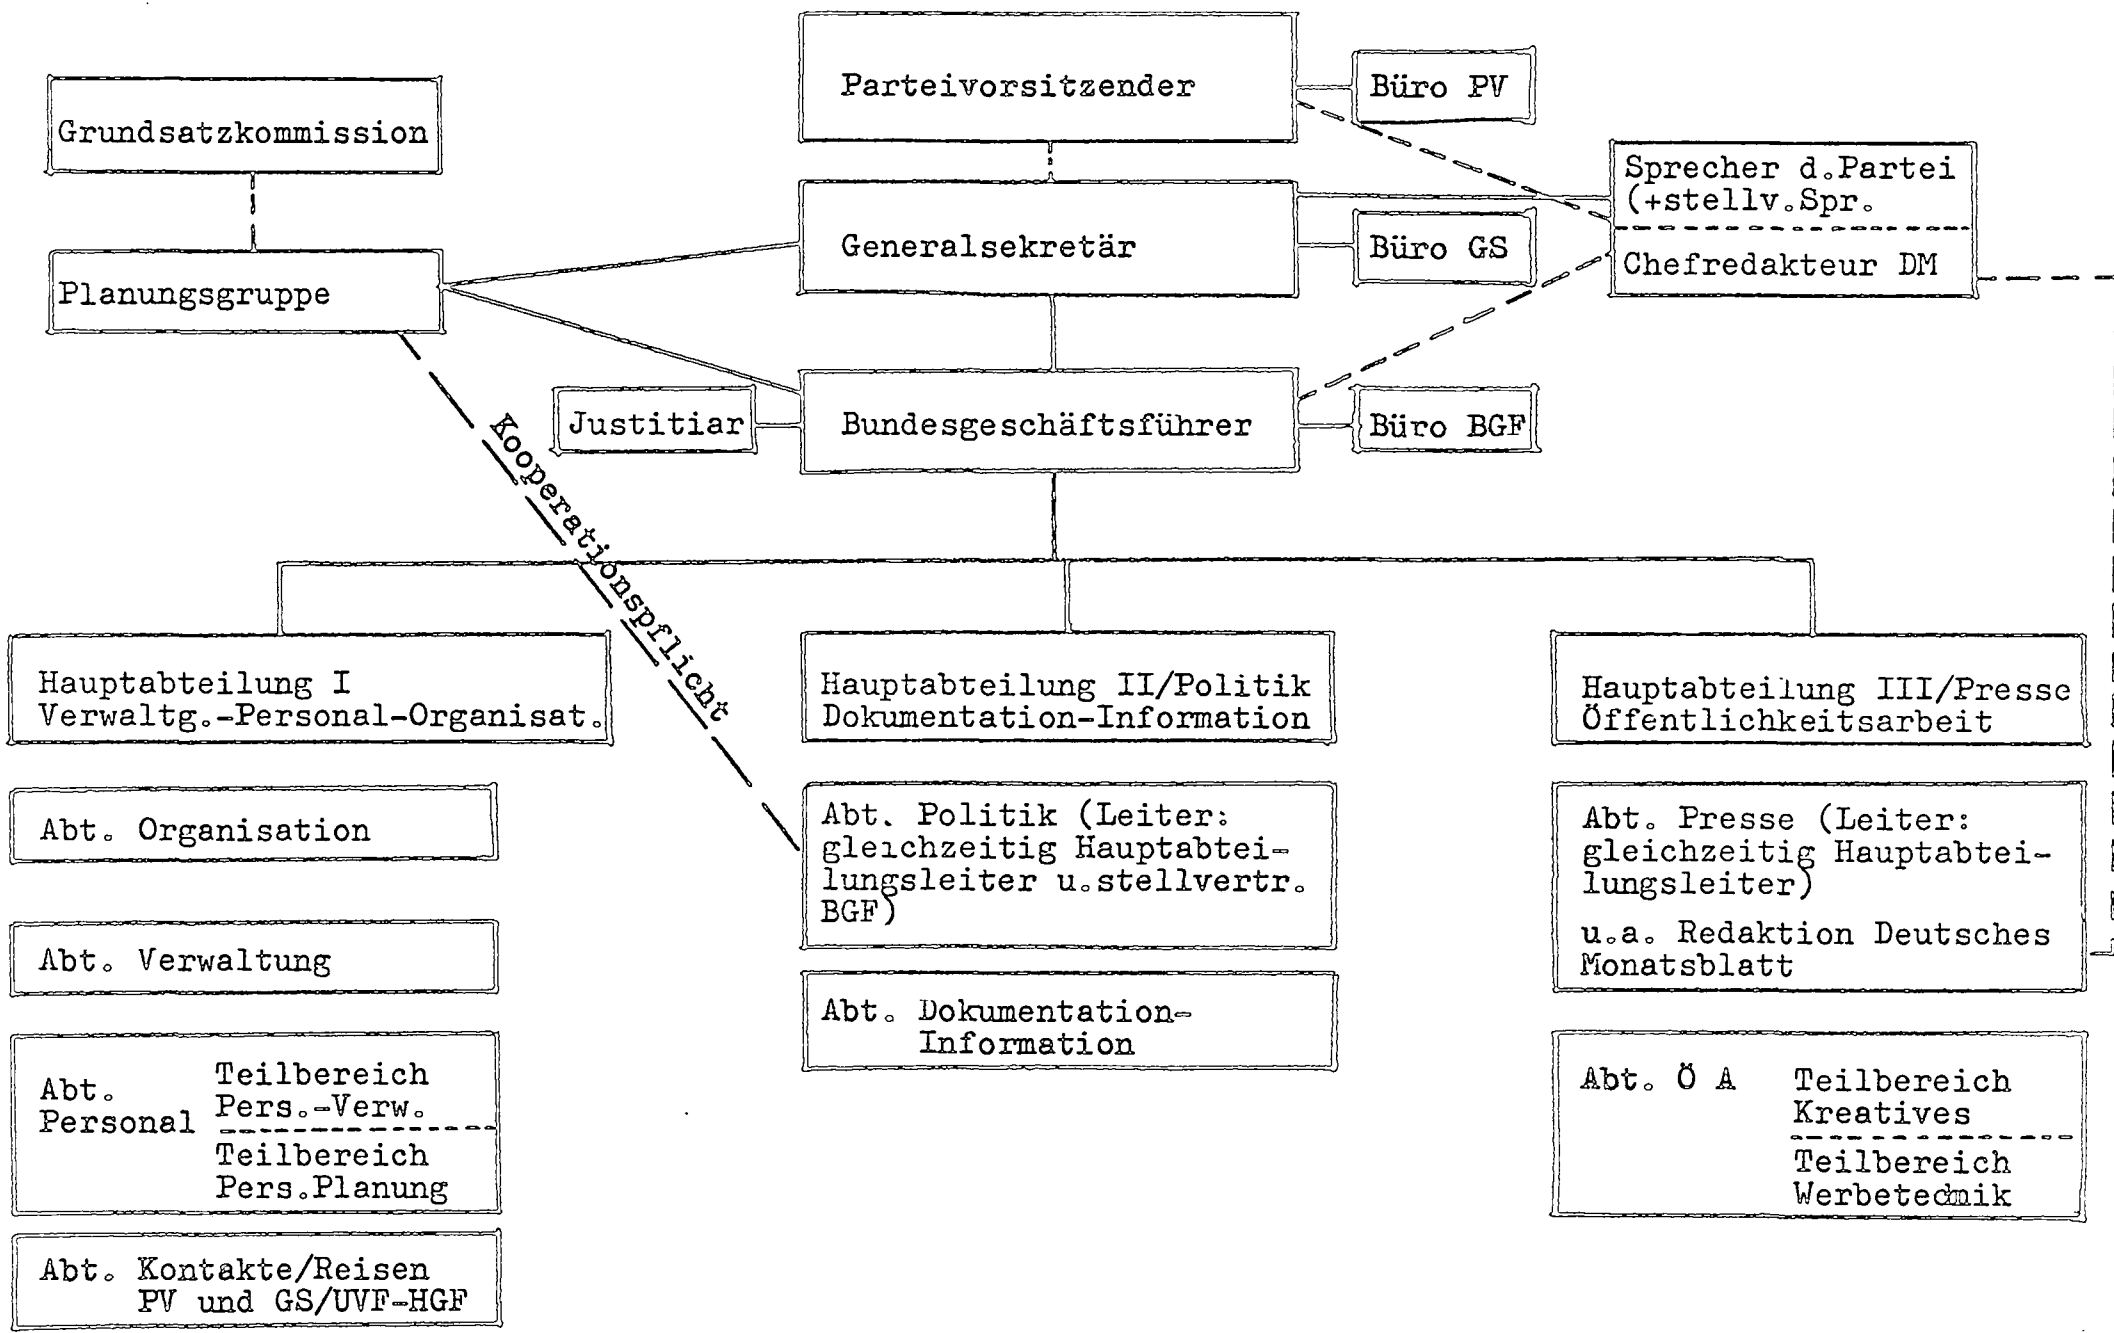 Parteivorsitzender
Büro PV
Grundsatzkommission
Sprecher d.Partei
(+stellv.Spr.
Chefredakteur DM
Generalsekretär
Büro GS
Planungsgruppe
Justitiar
Bundesgeschäftsführer
Büro BGF
Kooperationspflicht
Hauptabteilung I
Verwaltg.-Personal-Organisat.
Abt. Organisation
Abt. Verwaltung
Abt.
Personal
Teilbereich
Pers.-Verw.
Teilbereich
Pers.Planung
Abt. Kontakte/Reisen
PV und GS/UVF-HGF
Hauptabteilung II/Politik
Dokumentation-Information
Abt. Politik (Leiter:
gleichzeitig Hauptabtei-
lungsleiter u.stellvertr.
BGF)
Abt. Dokumentation-
Information
Hauptabteilung III/Presse
Öffentlichkeitsarbeit
Abt. Presse (Leiter:
gleichzeitig Hauptabtei-
lungsleiter)
u.a. Redaktion Deutsches
Monatsblatt
Abt. Ö A
Teilbereich
Kreatives
Teilbereich
Werbetechnik